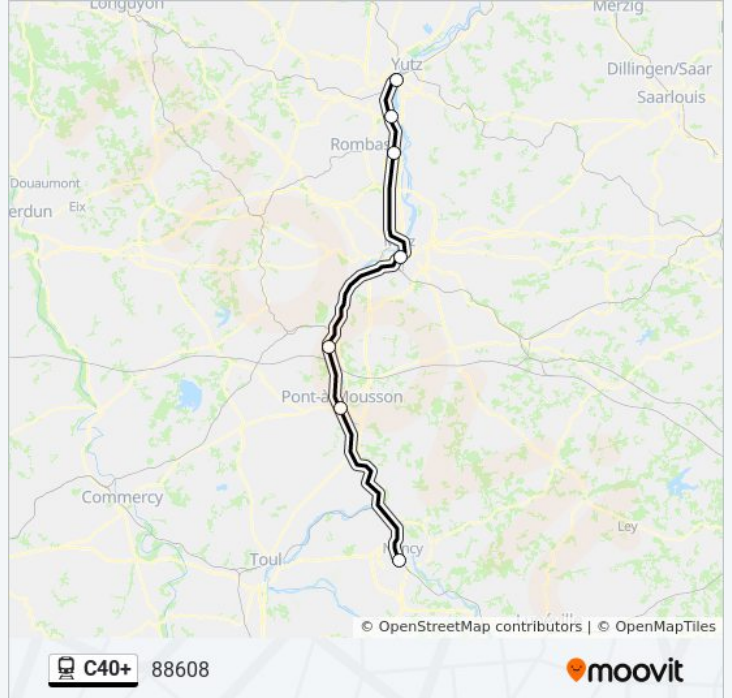 Longuyon
Merzig
Yutz
Dillingen/Saar
Saarlouis
Rombas
Douaumont
Eix
erdun
Pont-à-Mousson
Commercy
Ley
Toul
Nancy
© OpenStreetMap contributors | © OpenMapTiles
C40+ 88608
moovit